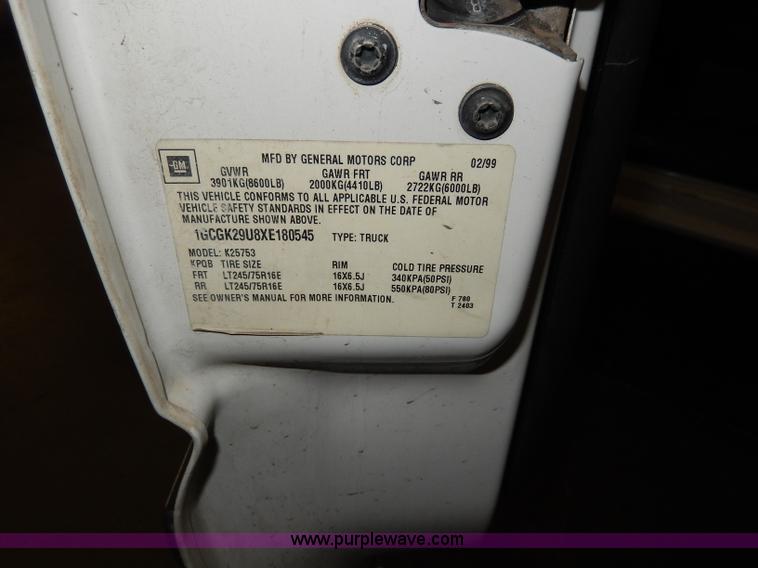 8
GM
MFD BY GENERAL MOTORS CORP 02/99
GVWR GAWR FRT GAWR RR
3901KG(8600LB) 2000KG(4410LB) 2722KG(6000LB)
THIS VEHICLE CONFORMS TO ALL APPLICABLE U.S. FEDERAL MOTOR
VEHICLE SAFETY STANDARDS IN EFFECT ON THE DATE OF
MANUFACTURE SHOWN ABOVE.
1GCGK29U8XE180545 TYPE: TRUCK
MODEL: K25753
KPQB TIRE SIZE RIM COLD TIRE PRESSURE
FRT LT245/75R16E 16X6.5J 340KPA(50PSI)
RR LT245/75R16E 16X6.5J 550KPA(80PSI)
SEE OWNER'S MANUAL FOR MORE INFORMATION.
F 780
T 2403
www.purplewave.com